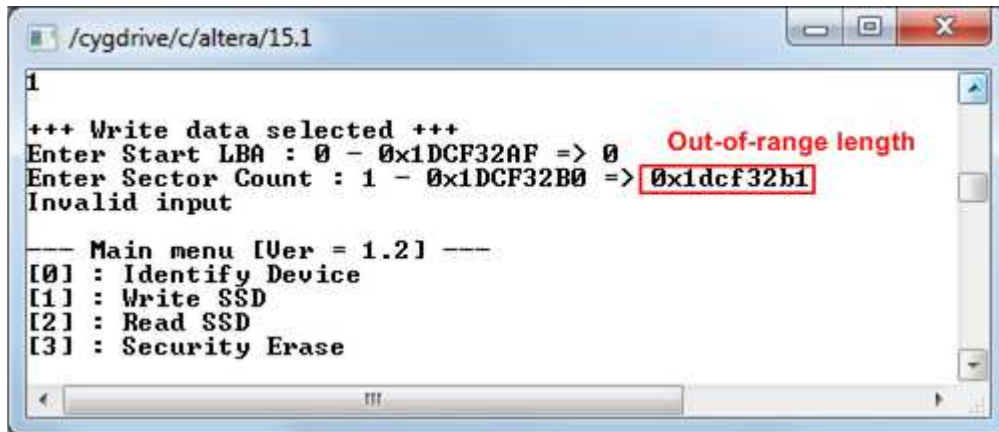 /cygdrive/c/altera/15.1
1
+++ Write data selected +++
Out-of-range length
Enter Start LBA : 0 - 0x1DCF32AF => 0
Enter Sector Count : 1 - 0x1DCF32B0 => 0x1dcf32b1
Invalid input
--- Main menu [Ver = 1.2] ---
[0] : Identify Device
[1] : Write SSD
[2] : Read SSD
[3] : Security Erase